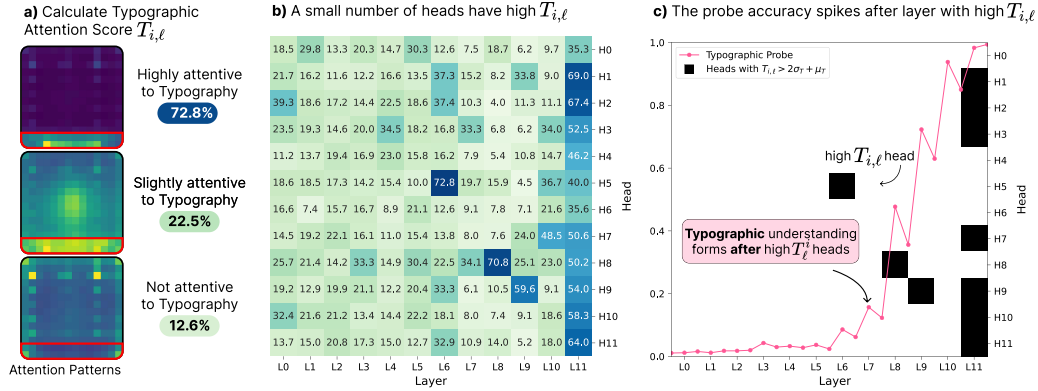 a) Calculate Typographic
Attention Score T_{i,ℓ}
Highly attentive
to Typography
72.8%
Slightly attentive
to Typography
22.5%
Not attentive
to Typography
12.6%
Attention Patterns
b) A small number of heads have high T_{i,ℓ}
18.5 29.8 13.3 20.3 14.7 30.3 12.6 7.5 18.7 6.2 9.7 35.3 H0
21.7 16.2 11.6 12.2 16.6 13.5 37.3 15.2 8.2 33.8 9.0 69.0 H1
39.3 18.6 17.2 14.4 22.5 18.6 37.4 10.3 4.0 11.3 11.1 67.4 H2
23.5 19.3 14.6 20.0 34.5 18.2 16.8 33.3 6.8 6.2 34.0 52.5 H3
11.2 13.7 19.4 16.9 23.0 15.8 16.2 7.9 5.4 10.8 14.7 46.2 H4
18.6 18.5 17.3 14.2 15.4 10.0 72.8 19.7 15.9 4.5 36.7 40.0 H5
16.6 7.4 15.7 16.7 8.9 21.1 12.6 9.1 7.8 7.1 21.6 35.6 H6
14.5 19.2 22.1 16.1 11.0 15.4 13.8 8.0 7.6 24.0 48.5 50.6 H7
25.7 21.4 14.2 33.3 14.9 30.4 22.5 34.1 70.8 25.1 23.0 50.2 H8
19.2 12.9 17.3 23.5 15.2 20.4 33.3 6.1 10.5 59.6 9.1 54.0 H9
32.4 21.6 16.2 13.0 14.4 22.2 18.1 8.0 7.4 9.1 18.6 58.3 H10
13.7 15.0 20.8 17.3 14.5 11.7 32.9 10.9 14.0 5.2 18.0 64.0 H11
L0 L1 L2 L3 L4 L5 L6 L7 L8 L9 L10 L11
Layer
Head
c) The probe accuracy spikes after layer with high T_{i,ℓ}
Typographic Probe
Heads with T_{i,ℓ} > 2σ_T + μ_T
1.0
0.8
0.6
0.4
0.2
0.0
high T_{i,ℓ} head
Typographic understanding
forms after high T_ℓ^i heads
H0
H1
H2
H3
H4
H5
H6
H7
H8
H9
H10
H11
Head
L0 L1 L2 L3 L4 L5 L6 L7 L8 L9 L10 L11
Layer